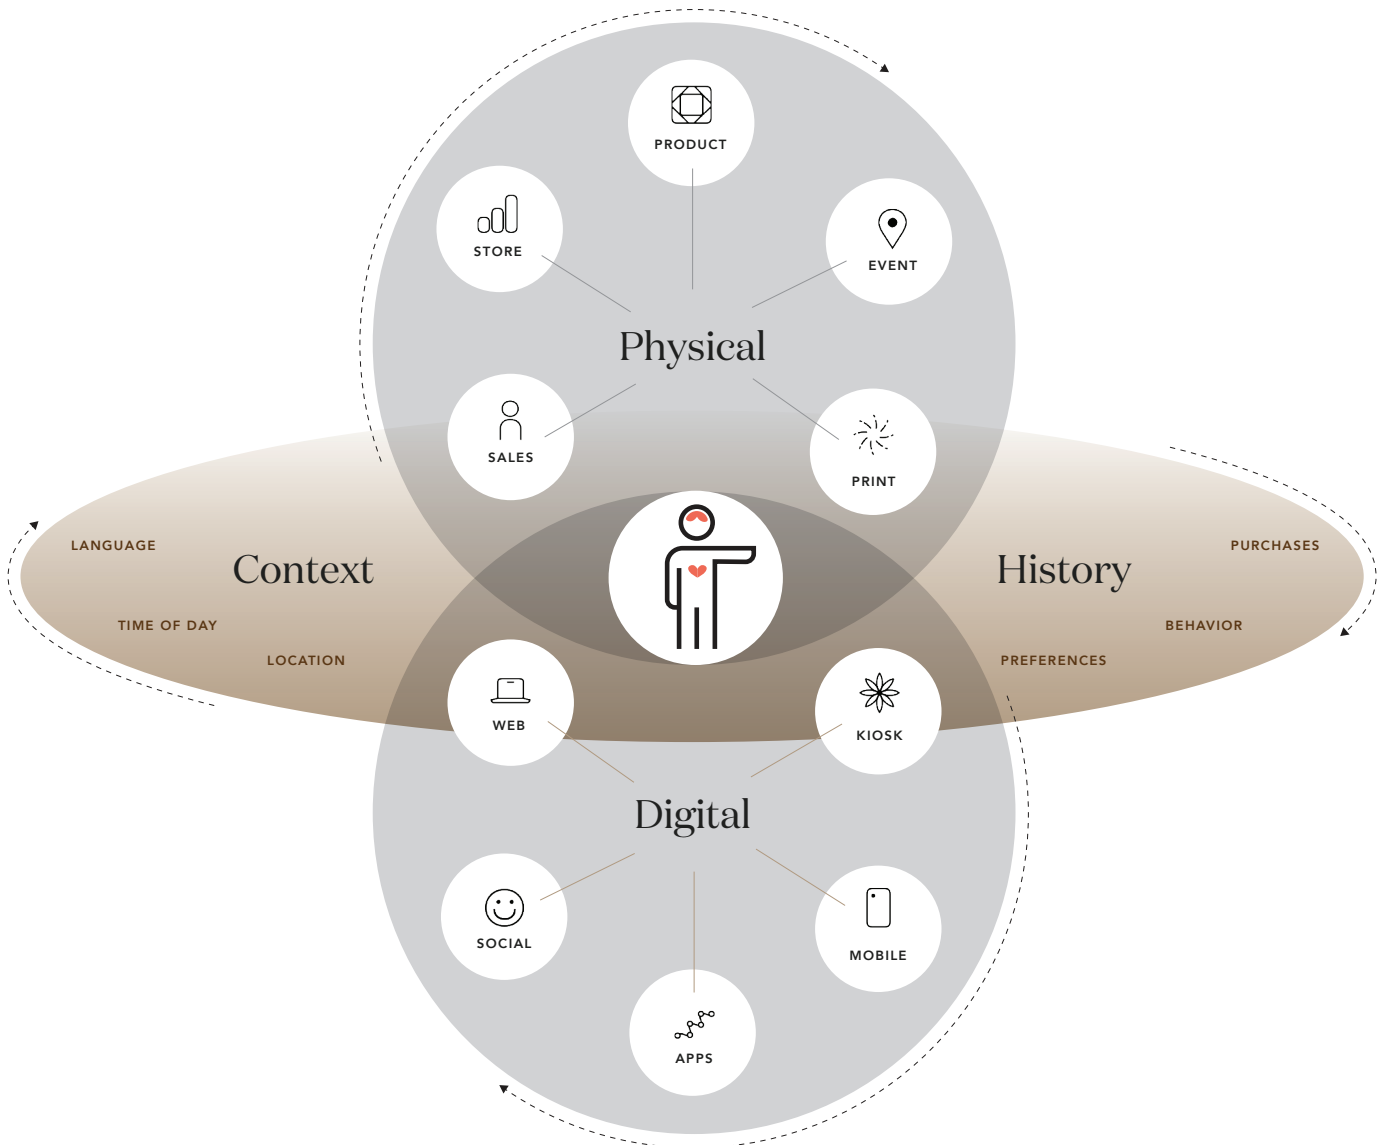 PRODUCT
STORE
EVENT
Physical
SALES
PRINT
LANGUAGE
Context
TIME OF DAY
LOCATION
PURCHASES
History
BEHAVIOR
PREFERENCES
WEB
KIOSK
Digital
SOCIAL
MOBILE
APPS